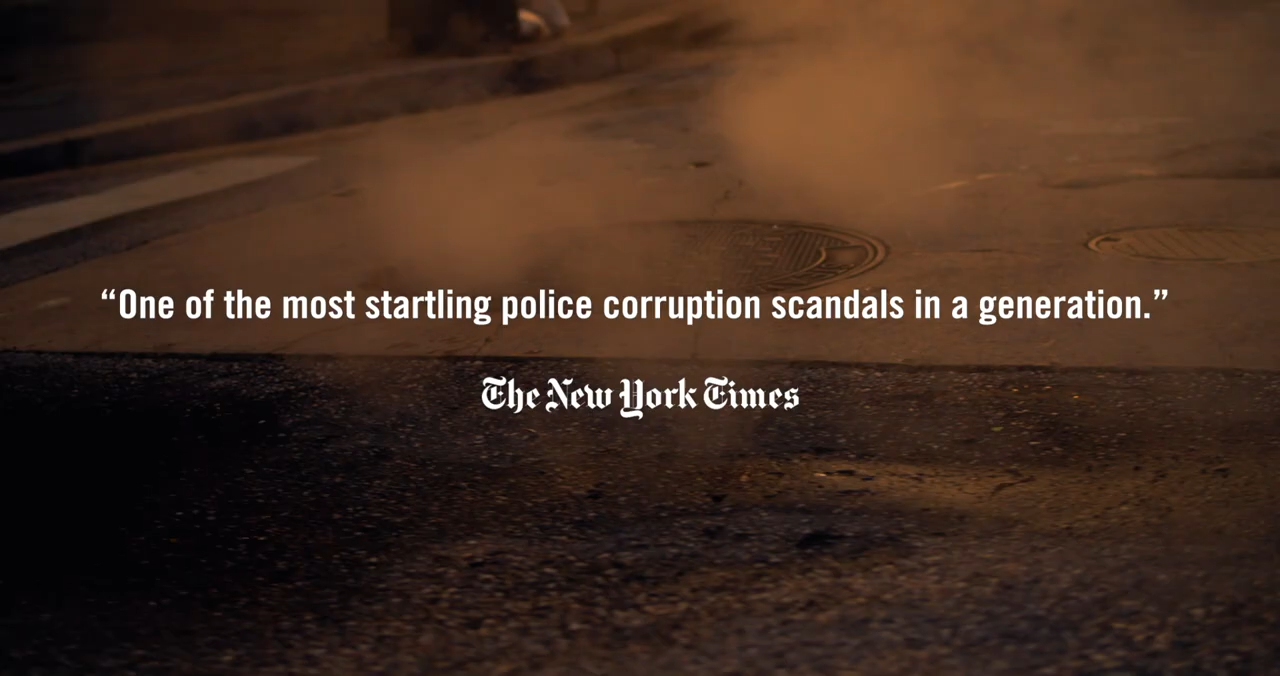 “One of the most startling police corruption scandals in a generation.”
The New York Times